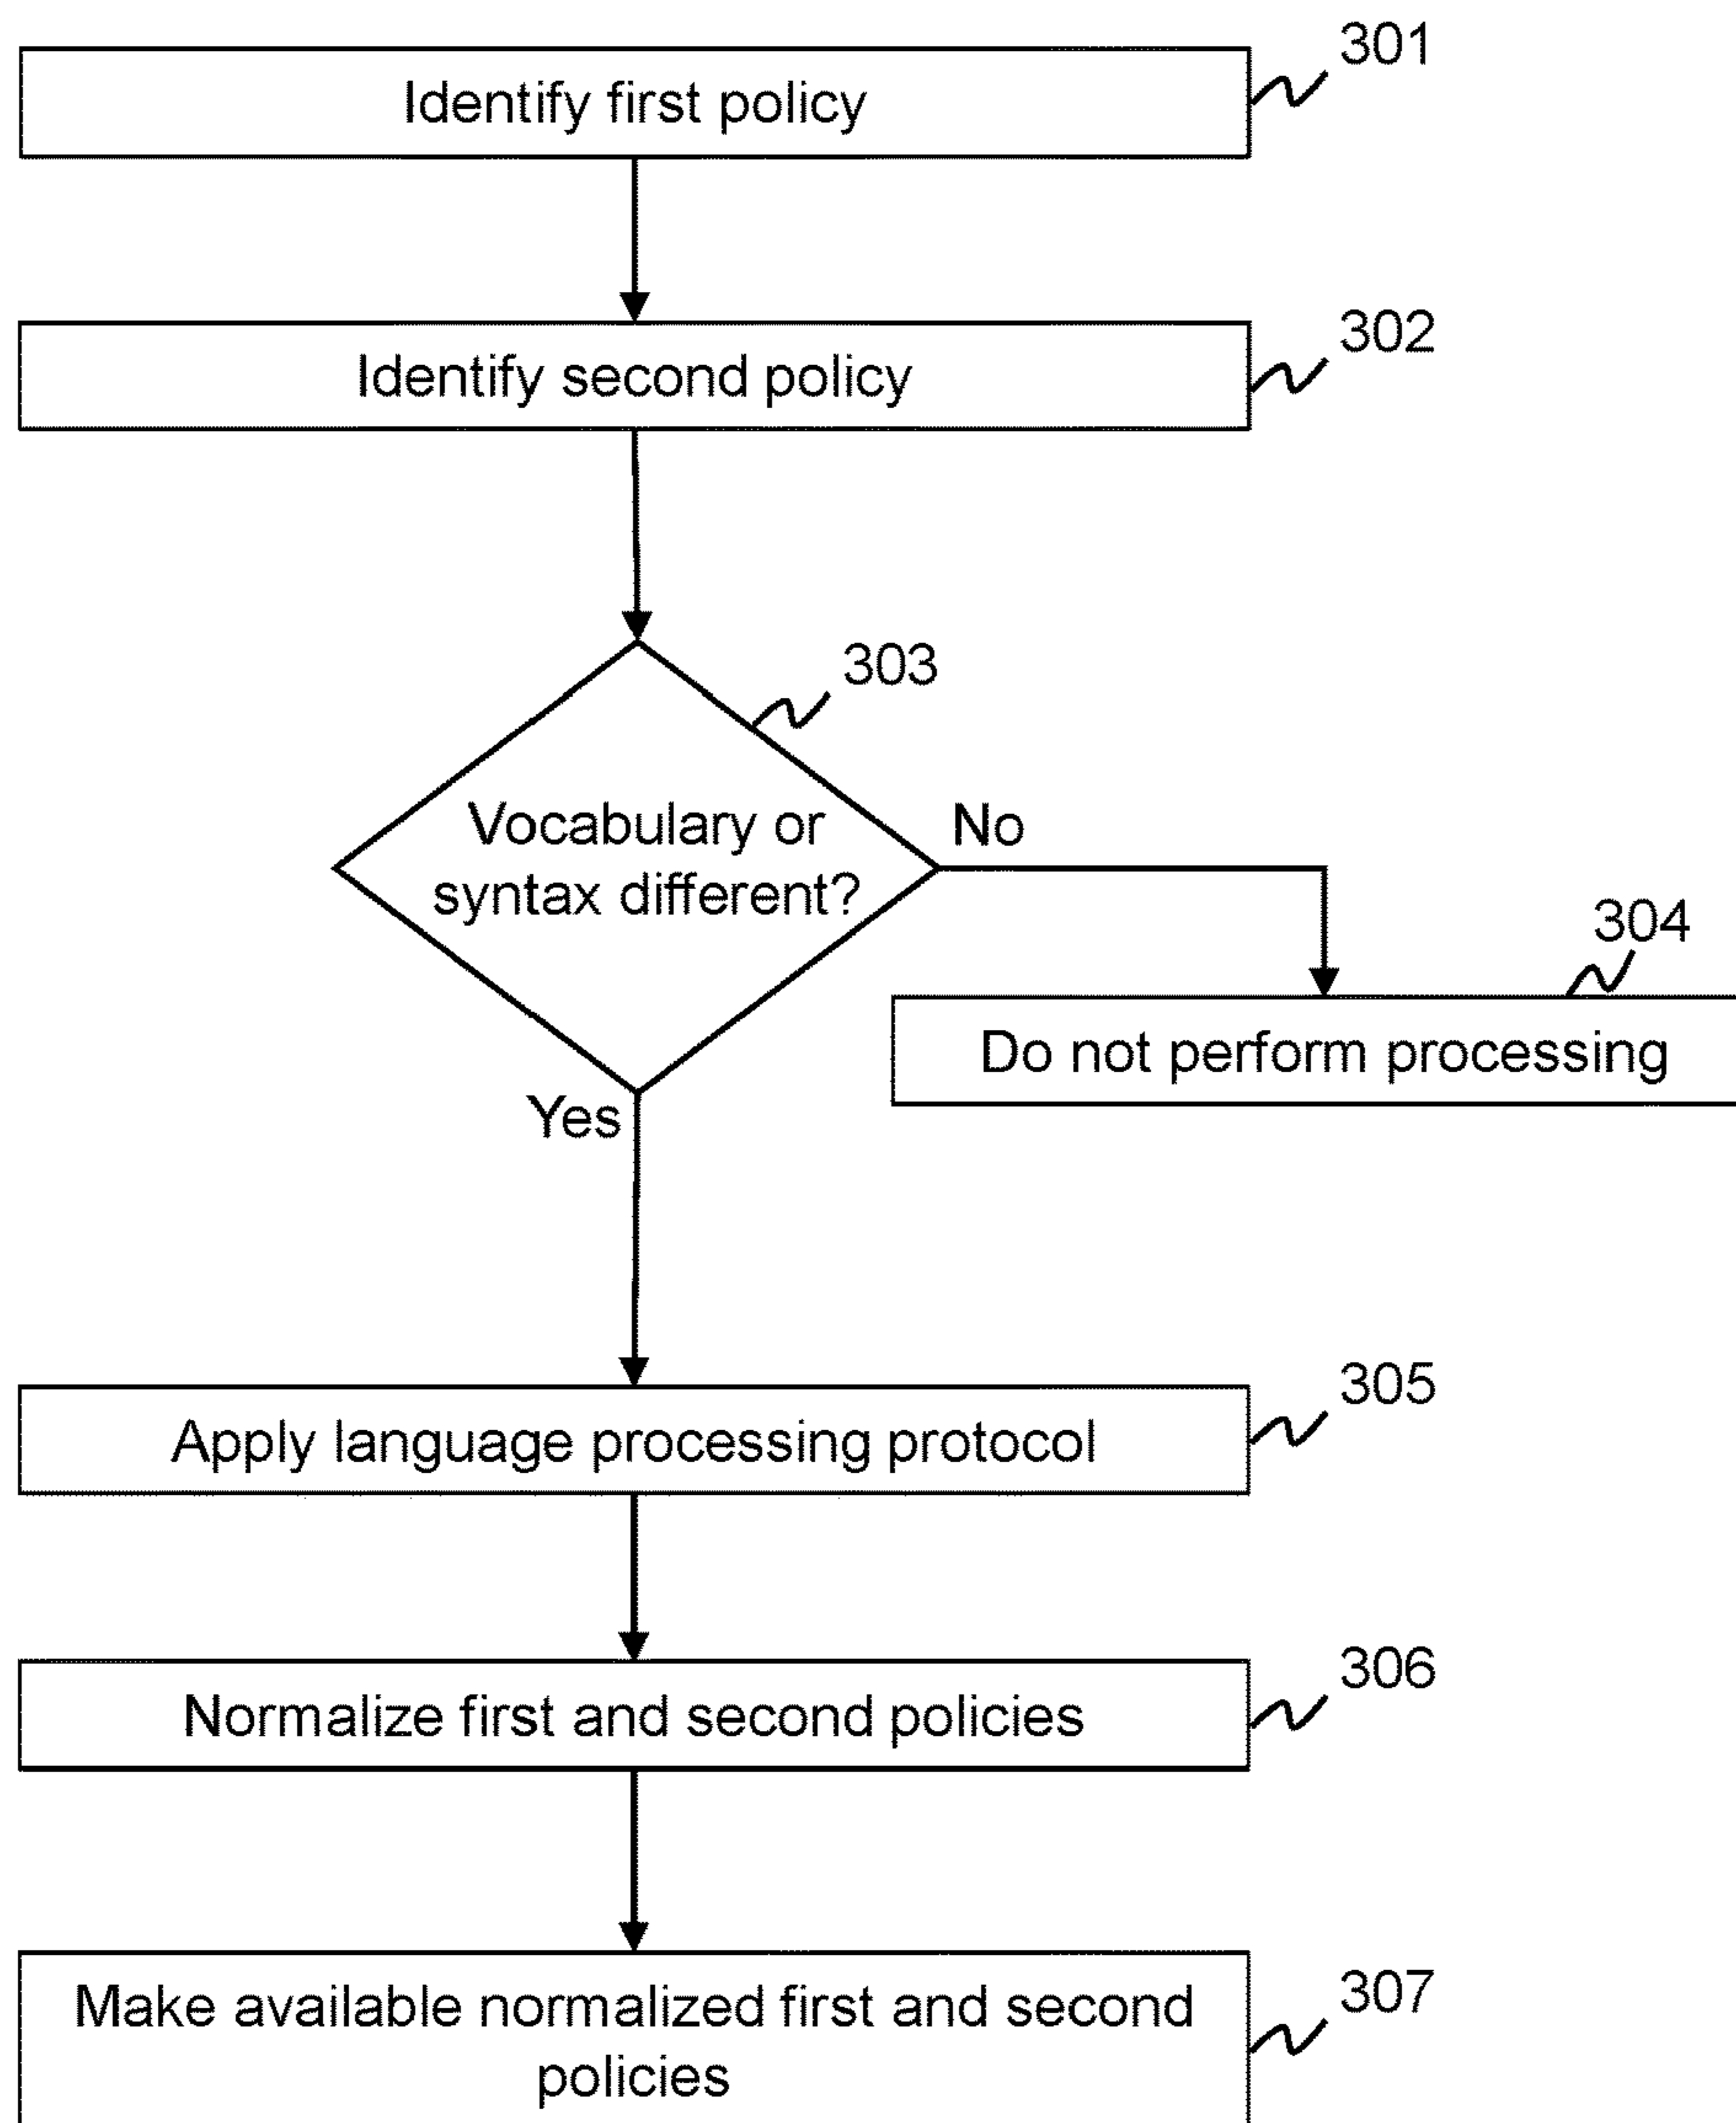 301
Identify first policy
302
Identify second policy
303
Vocabulary or
syntax different?
No
304
Do not perform processing
Yes
305
Apply language processing protocol
306
Normalize first and second policies
307
Make available normalized first and second
policies